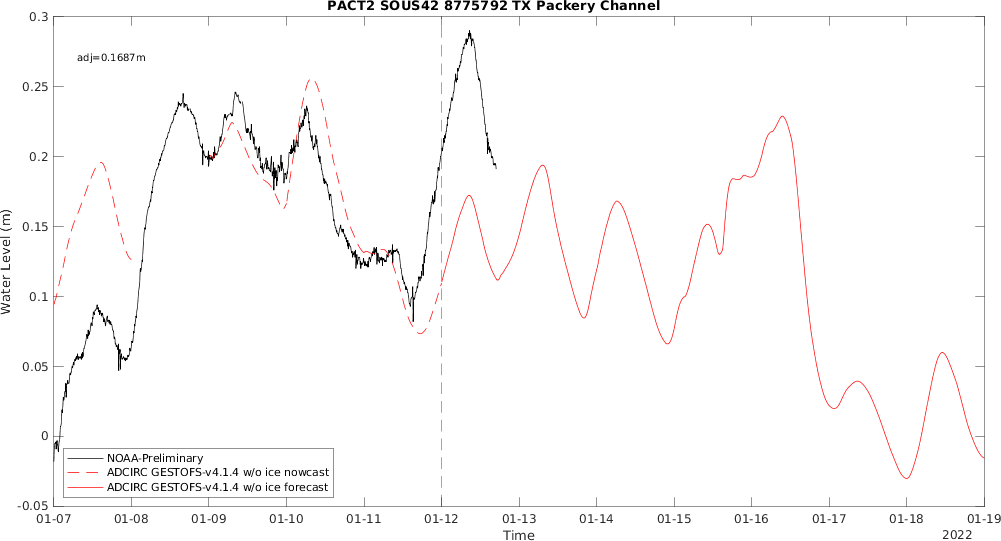 PACT2 SOUS42 8775792 TX Packery Channel
adj=0.1687m
0.3
0.25
0.2
0.15
0.1
0.05
0
-0.05
Water Level (m)
NOAA-Preliminary
ADCIRC GESTOFS-v4.1.4 w/o ice nowcast
ADCIRC GESTOFS-v4.1.4 w/o ice forecast
01-07 01-08 01-09 01-10 01-11 01-12 01-13 01-14 01-15 01-16 01-17 01-18 01-19
Time
2022